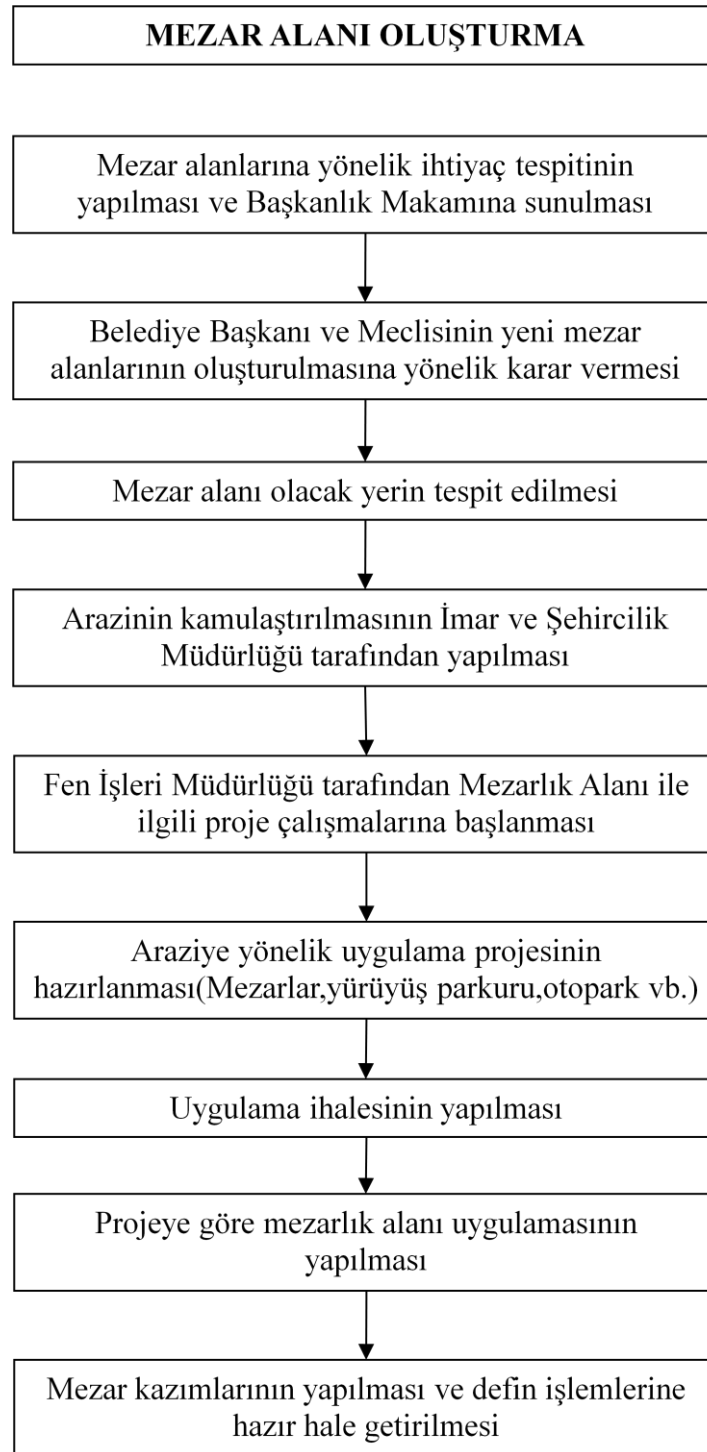 MEZAR ALANI OLUŞTURMA
Mezar alanlarına yönelik ihtiyaç tespitinin
yapılması ve Başkanlık Makamına sunulması
Belediye Başkanı ve Meclisinin yeni mezar
alanlarının oluşturulmasına yönelik karar vermesi
Mezar alanı olacak yerin tespit edilmesi
Arazinin kamulaştırılmasının İmar ve Şehircilik
Müdürlüğü tarafından yapılması
Fen İşleri Müdürlüğü tarafından Mezarlık Alanı ile
ilgili proje çalışmalarına başlanması
Araziye yönelik uygulama projesinin
hazırlanması(Mezarlar,yürüyüş parkuru,otopark vb.)
Uygulama ihalesinin yapılması
Projeye göre mezarlık alanı uygulamasının
yapılması
Mezar kazımlarının yapılması ve defin işlemlerine
hazır hale getirilmesi